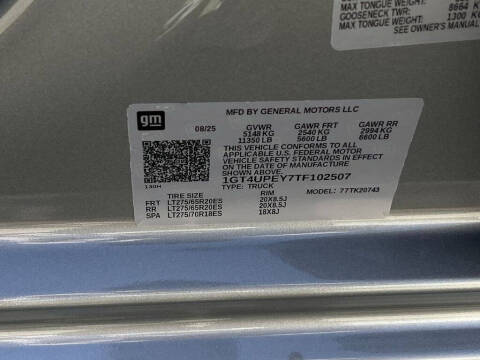 MAX TONGUE WEIGHT:
GOOSENECK TWR: 8664 K
MAX TONGUE WEIGHT: 1300 K
SEE OWNER'S MANUAL
gm
MFD BY GENERAL MOTORS LLC
08/25 GVWR GAWR FRT GAWR RR
5148 KG 2540 KG 2994 KG
11350 LB 5600 LB 6600 LB
THIS VEHICLE CONFORMS TO ALL
APPLICABLE U.S. FEDERAL MOTOR
VEHICLE SAFETY STANDARDS IN EFFECT
ON THE DATE OF MANUFACTURE SHOWN
ABOVE.
1GT4UPEY7TF102507
TYPE: TRUCK MODEL: 77TK20743
130H
TIRE SIZE RIM
FRT LT275/65R20ES 20X8.5J
RR LT275/65R20ES 20X8.5J
SPA LT275/70R18ES 18X8J